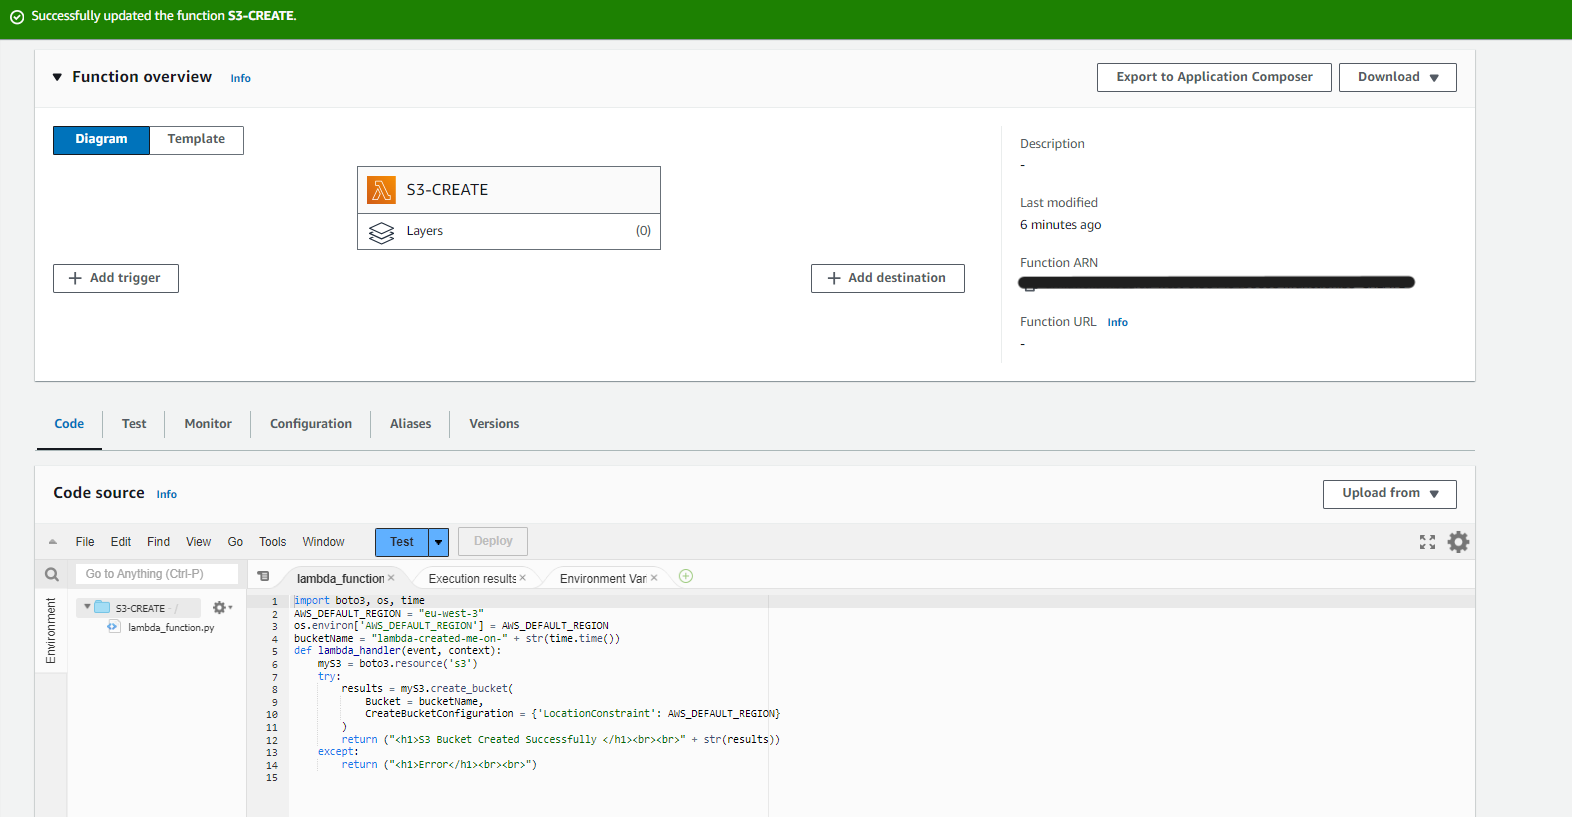 Successfully updated the function S3-CREATE.
Function overview Info
Export to Application Composer
Download
Diagram
Template
S3-CREATE
Layers
(0)
Add trigger
Add destination
Description
-
Last modified
6 minutes ago
Function ARN
Function URL Info
-
Code
Test
Monitor
Configuration
Aliases
Versions
Code source Info
Upload from
File Edit Find View Go Tools Window
Test
Deploy
Go to Anything (Ctrl-P)
Environment
S3-CREATE - /
lambda_function.py
lambda_function
Execution results
Environment Var
1 import boto3, os, time
2 AWS_DEFAULT_REGION = "eu-west-3"
3 os.environ['AWS_DEFAULT_REGION'] = AWS_DEFAULT_REGION
4 bucketName = "lambda-created-me-on-" + str(time.time())
5 def lambda_handler(event, context):
6     myS3 = boto3.resource('s3')
7     try:
8         results = myS3.create_bucket(
9             Bucket = bucketName,
10             CreateBucketConfiguration = {'LocationConstraint': AWS_DEFAULT_REGION}
11         )
12         return ("<h1>S3 Bucket Created Successfully </h1><br><br>" + str(results))
13     except:
14         return ("<h1>Error</h1><br><br>")
15